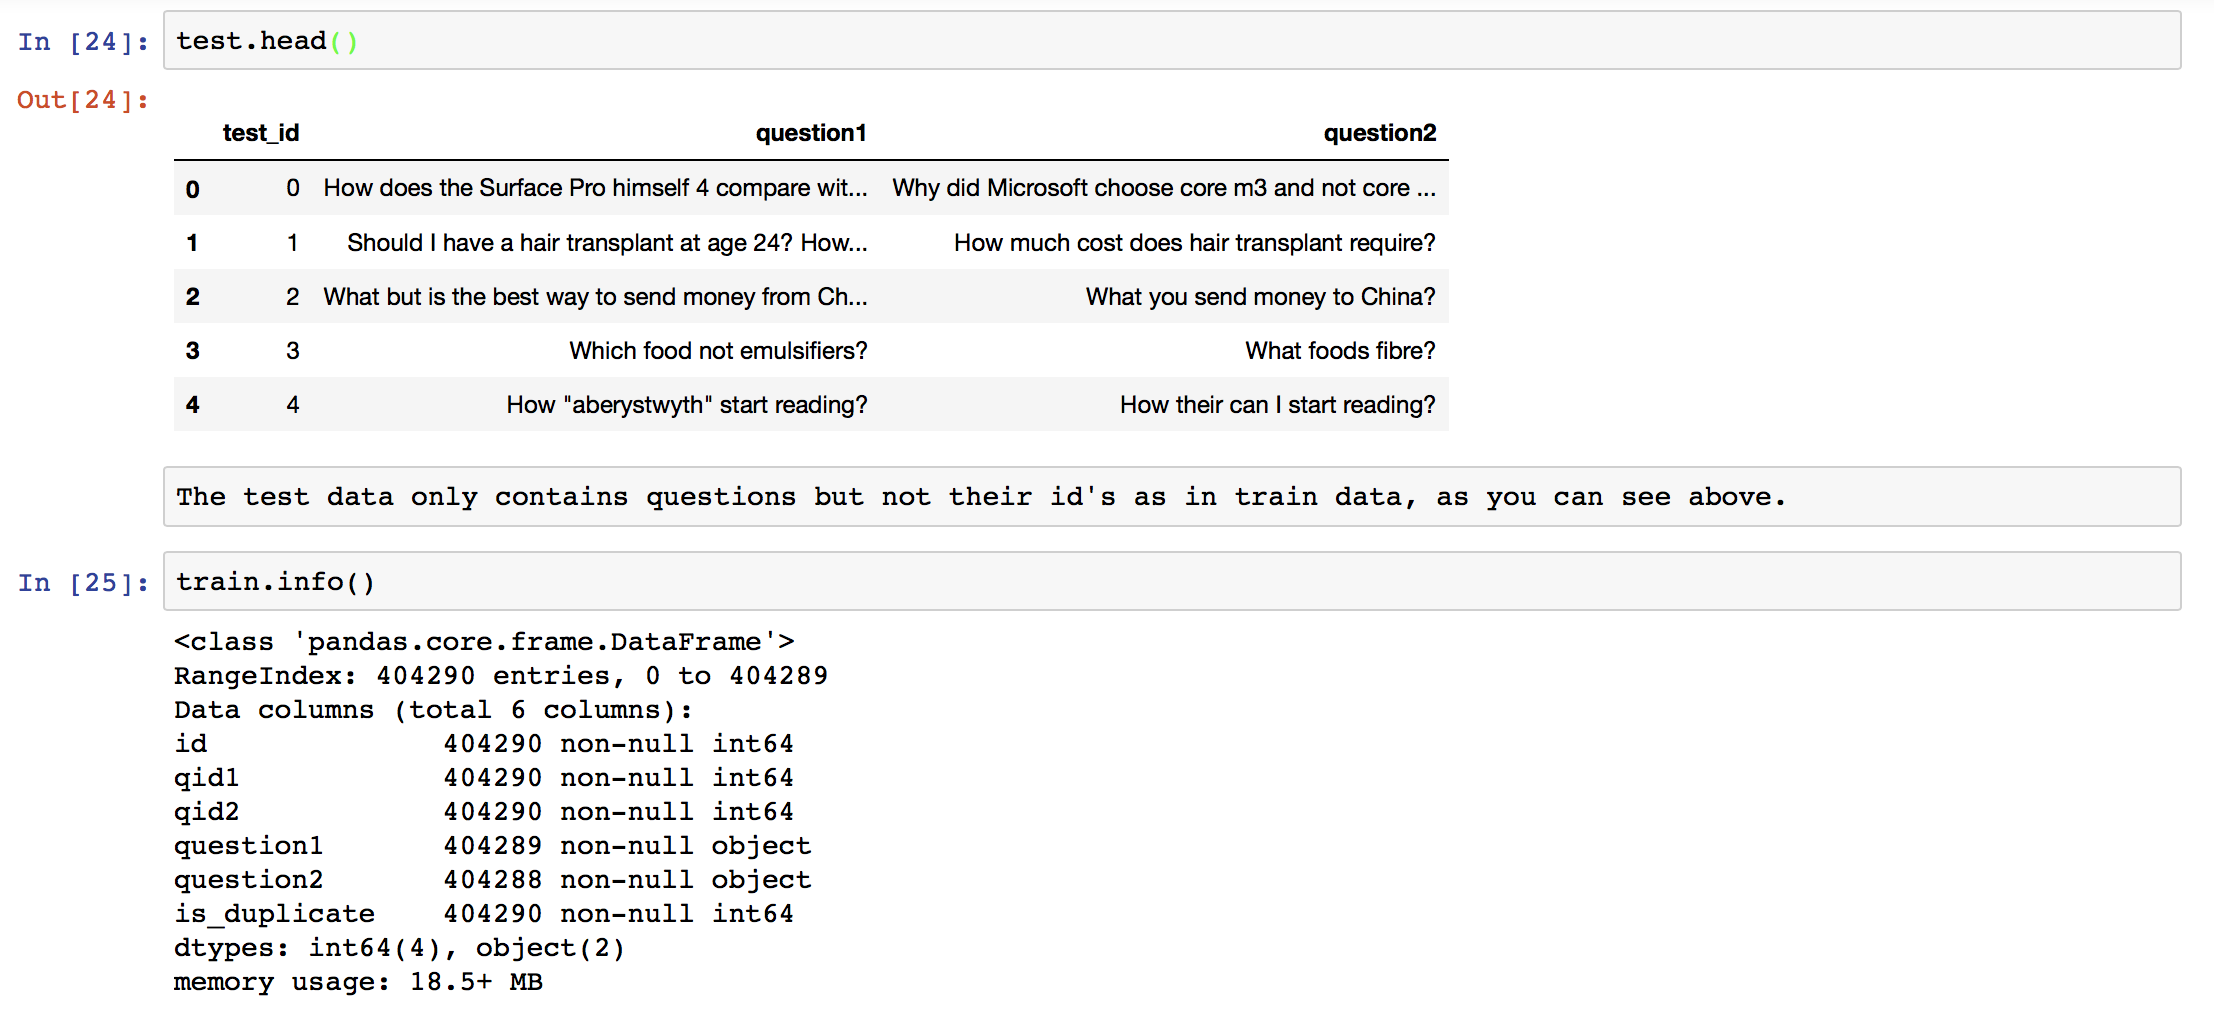 In [24]: test.head()
Out[24]:
test_id question1 question2
0 0 How does the Surface Pro himself 4 compare wit... Why did Microsoft choose core m3 and not core ...
1 1 Should I have a hair transplant at age 24? How... How much cost does hair transplant require?
2 2 What but is the best way to send money from Ch... What you send money to China?
3 3 Which food not emulsifiers? What foods fibre?
4 4 How "aberystwyth" start reading? How their can I start reading?
The test data only contains questions but not their id's as in train data, as you can see above.
In [25]: train.info()
<class 'pandas.core.frame.DataFrame'>
RangeIndex: 404290 entries, 0 to 404289
Data columns (total 6 columns):
id 404290 non-null int64
qid1 404290 non-null int64
qid2 404290 non-null int64
question1 404289 non-null object
question2 404288 non-null object
is_duplicate 404290 non-null int64
dtypes: int64(4), object(2)
memory usage: 18.5+ MB